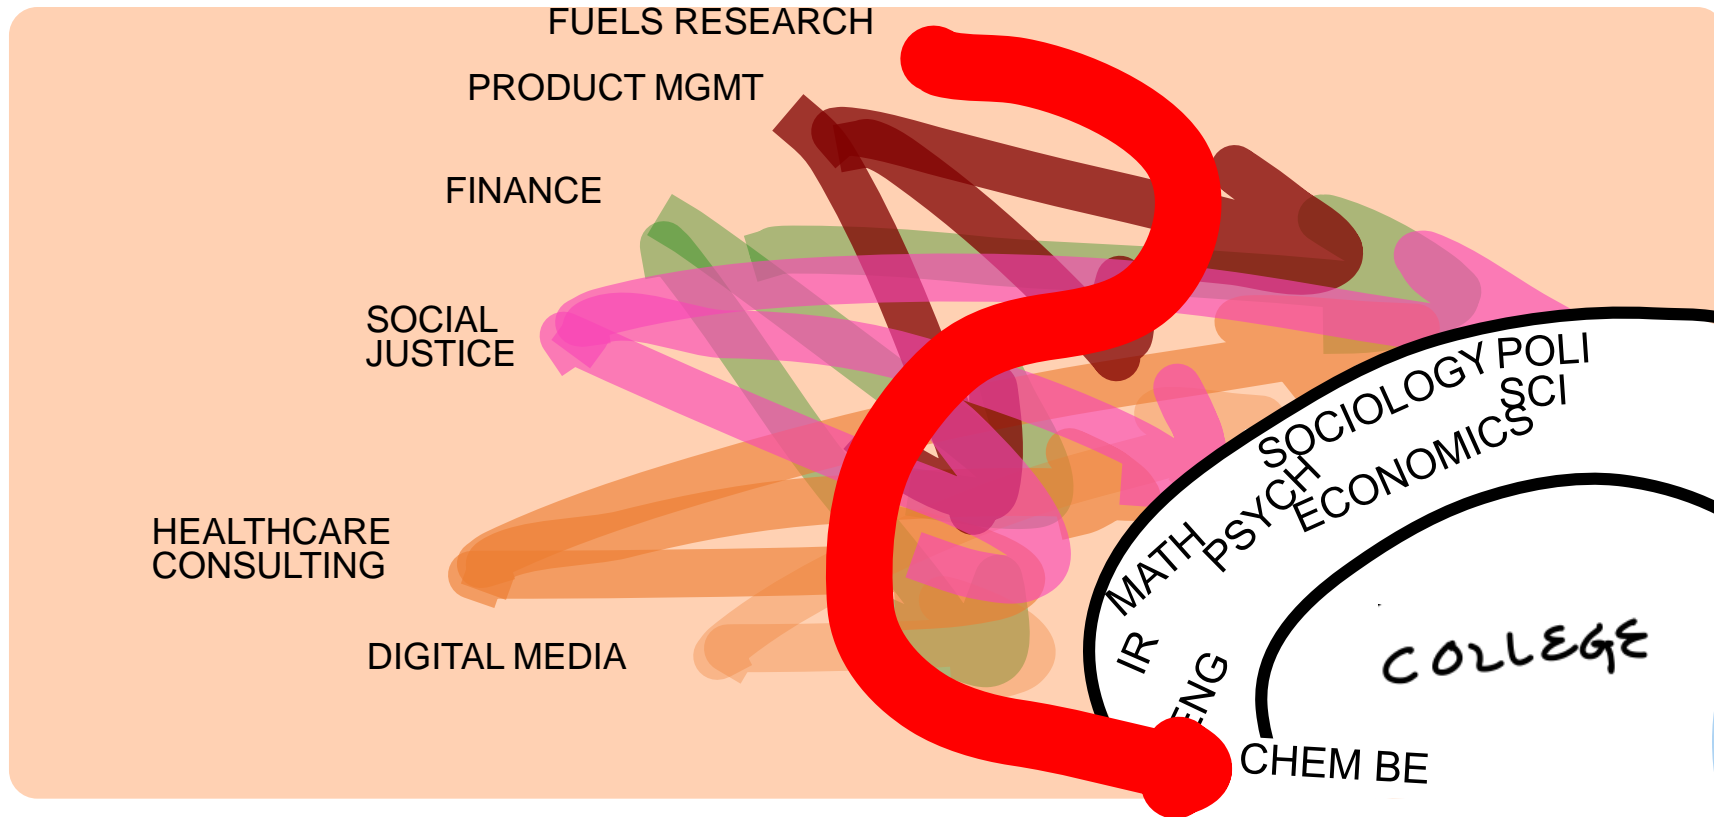 FUELS RESEARCH
PRODUCT MGMT
FINANCE
SOCIAL
JUSTICE
HEALTHCARE
CONSULTING
DIGITAL MEDIA
SOCIOLOGY
POLI
SCI
ECONOMICS
PSYCH
MATH
IR
ENG
COLLEGE
CHEM BE